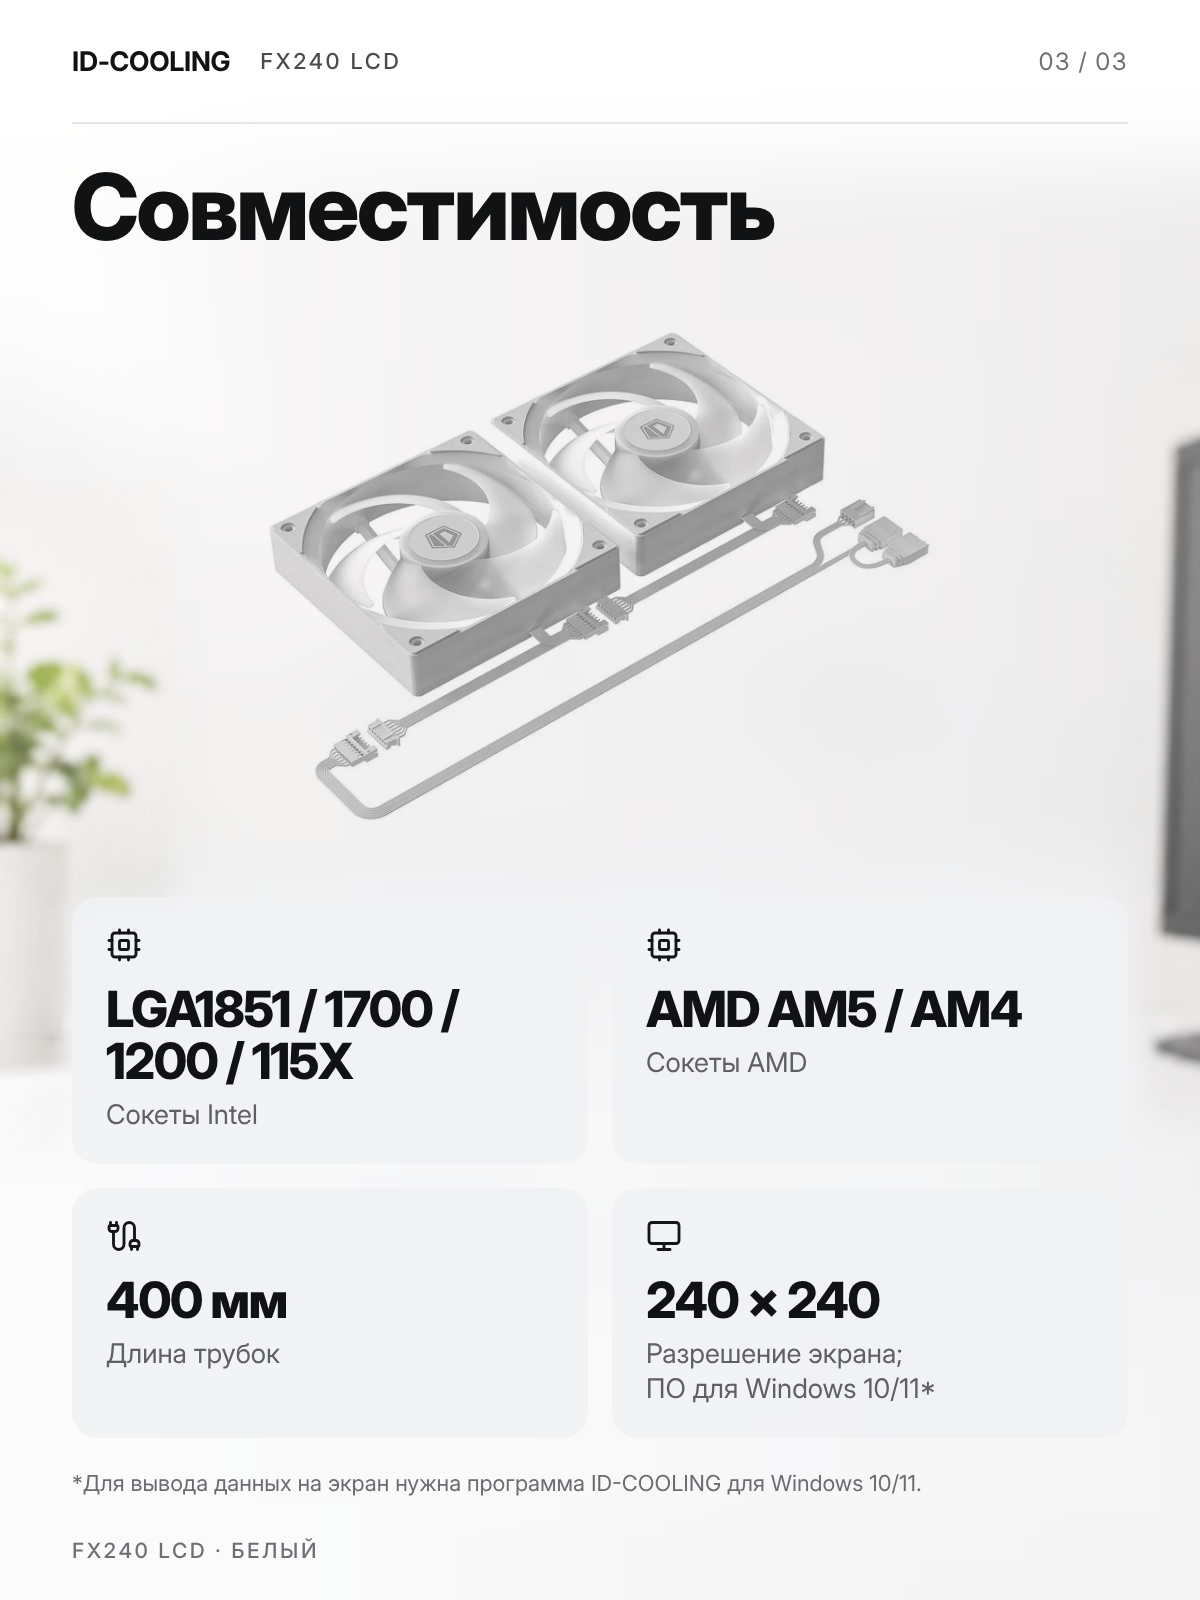 ID-COOLING FX240 LCD 03 / 03
Совместимость
LGA1851 / 1700 /
1200 / 115X
Сокеты Intel
AMD AM5 / AM4
Сокеты AMD
400 мм
Длина трубок
240 × 240
Разрешение экрана;
ПО для Windows 10/11*
*Для вывода данных на экран нужна программа ID-COOLING для Windows 10/11.
FX240 LCD · БЕЛЫЙ